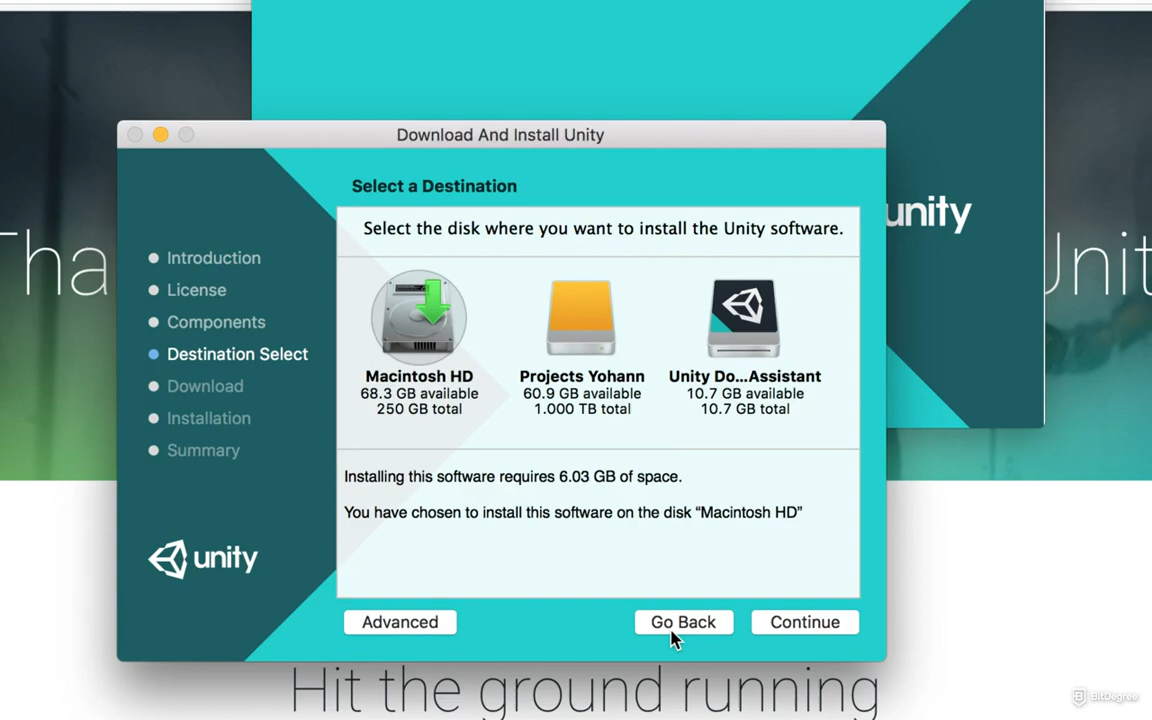 Download And Install Unity
Select a Destination
Select the disk where you want to install the Unity software.
Introduction
License
Components
Destination Select
Download
Installation
Summary
Macintosh HD
68.3 GB available
250 GB total
Projects Yohann
60.9 GB available
1.000 TB total
Unity Do...Assistant
10.7 GB available
10.7 GB total
Installing this software requires 6.03 GB of space.
You have chosen to install this software on the disk “Macintosh HD”
unity
Advanced
Go Back
Continue
unity
Tha
Unit
Hit the ground running
BitDegree